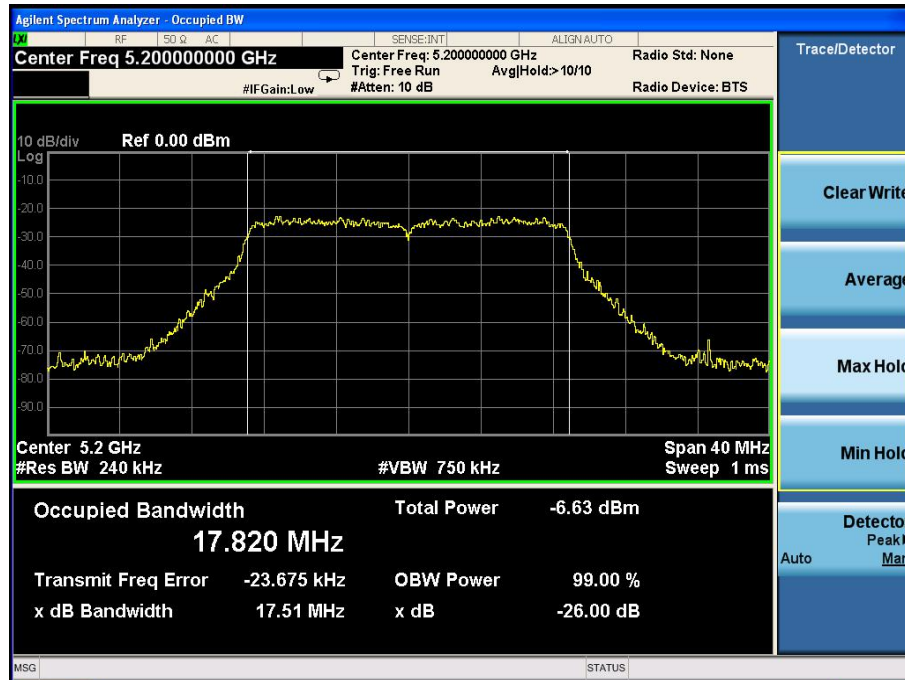 Agilent Spectrum Analyzer - Occupied BW
LXI RF 50 Ω AC SENSE:INT ALIGN AUTO
Center Freq 5.200000000 GHz
Center Freq: 5.200000000 GHz Radio Std: None
Trig: Free Run Avg|Hold:>10/10
#IFGain:Low #Atten: 10 dB Radio Device: BTS
10 dB/div Ref 0.00 dBm
Log
-10.0
-20.0
-30.0
-40.0
-50.0
-60.0
-70.0
-80.0
-90.0
Center 5.2 GHz Span 40 MHz
#Res BW 240 kHz #VBW 750 kHz Sweep 1 ms
Occupied Bandwidth Total Power -6.63 dBm
17.820 MHz
Transmit Freq Error -23.675 kHz OBW Power 99.00 %
x dB Bandwidth 17.51 MHz x dB -26.00 dB
MSG STATUS
Trace/Detector
Clear Write
Average
Max Hold
Min Hold
Detecto
Peak
Auto Man